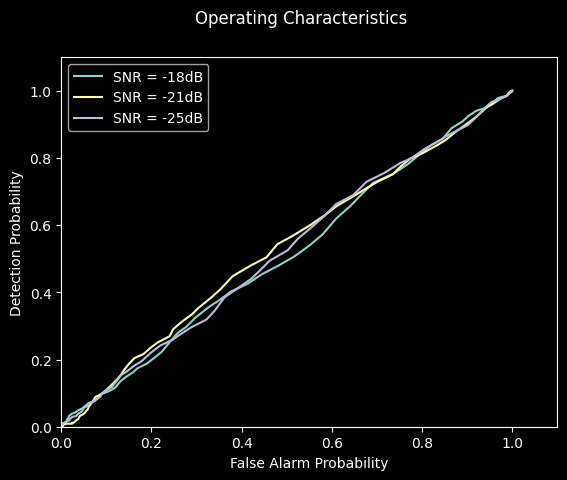 Operating Characteristics
SNR = -18dB
SNR = -21dB
SNR = -25dB
1.0
0.8
0.6
0.4
0.2
0.0
Detection Probability
0.0 0.2 0.4 0.6 0.8 1.0
False Alarm Probability